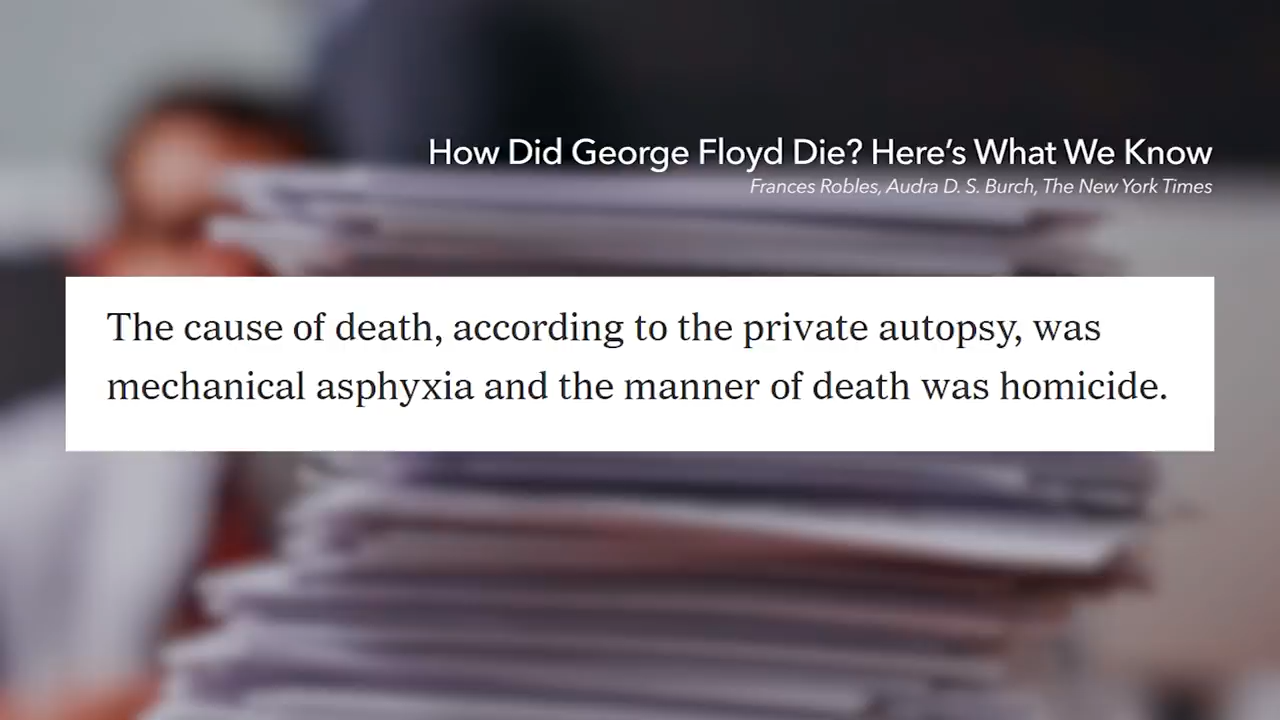 How Did George Floyd Die? Here's What We Know
Frances Robles, Audra D. S. Burch, The New York Times
The cause of death, according to the private autopsy, was
mechanical asphyxia and the manner of death was homicide.